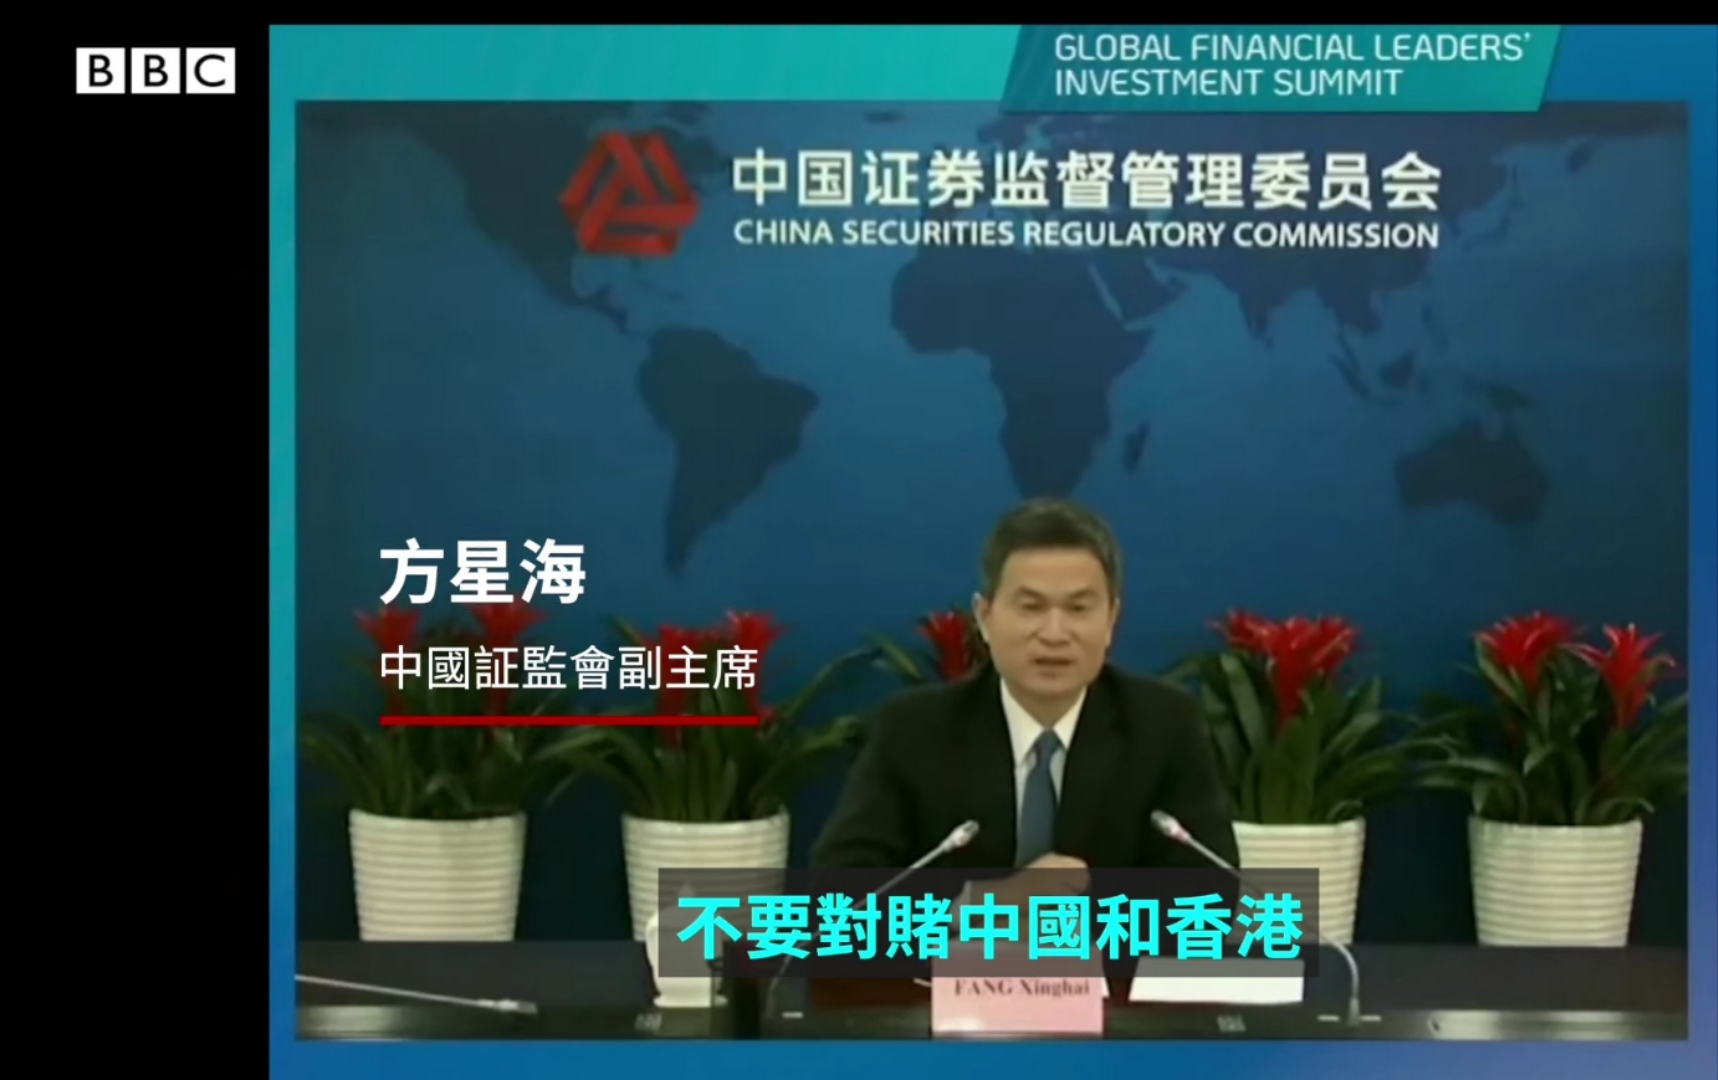 BBC
GLOBAL FINANCIAL LEADERS'
INVESTMENT SUMMIT
中国证券监督管理委员会
CHINA SECURITIES REGULATORY COMMISSION
方星海
中國証監會副主席
不要對賭中國和香港
FANG Xinghai